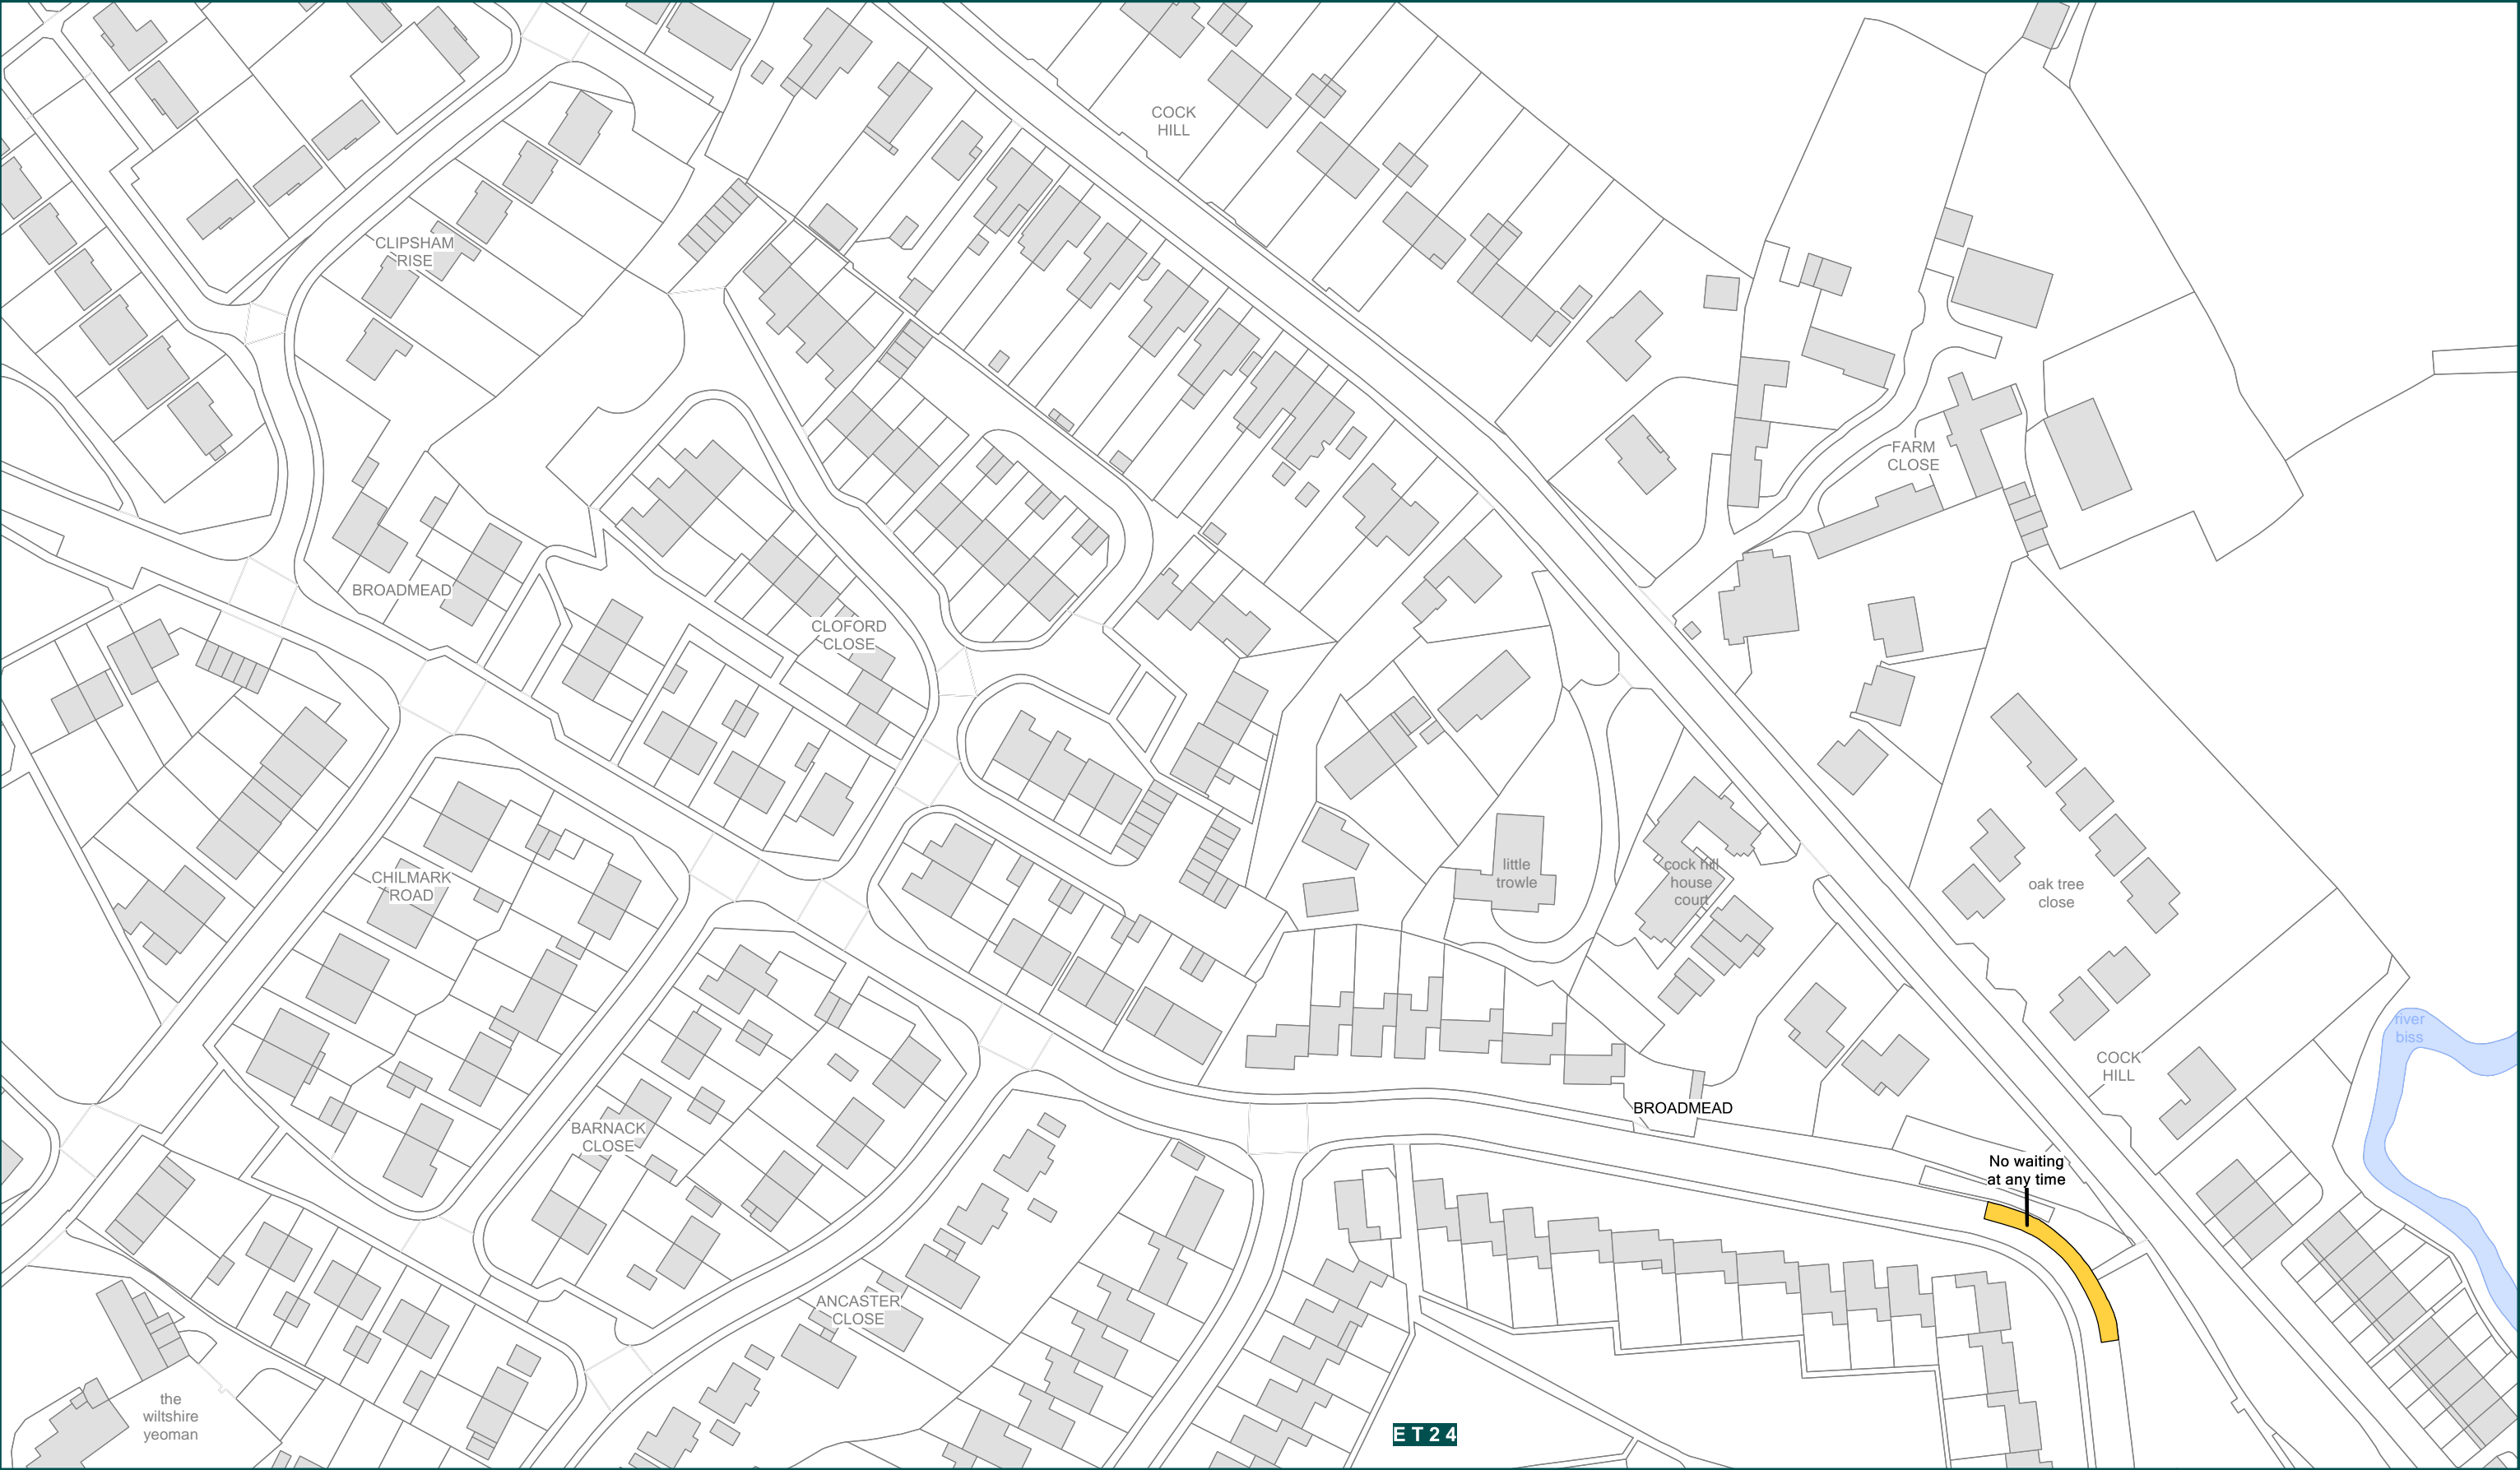 COCK
HILL
CLIPSHAM
RISE
FARM
CLOSE
BROADMEAD
CLOFORD
CLOSE
little
trowle
cock hill
house
court
CHILMARK
ROAD
oak tree
close
river
biss
COCK
HILL
BROADMEAD
BARNACK
CLOSE
No waiting
at any time
ANCASTER
CLOSE
the
wiltshire
yeoman
ET24